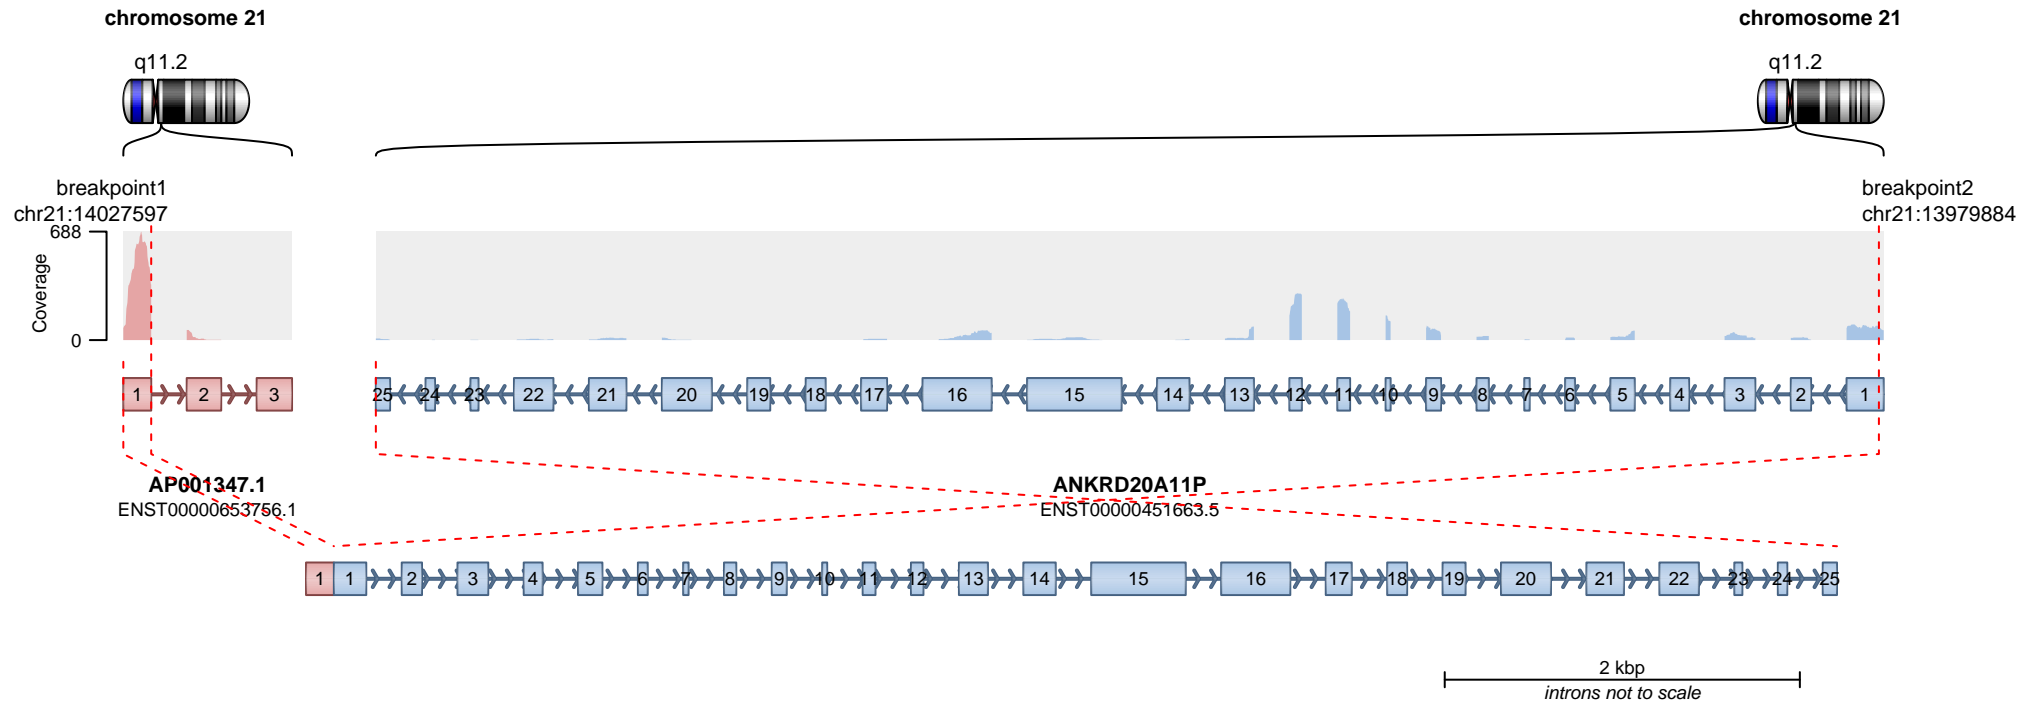 chromosome 21
chromosome 21
q11.2
q11.2
breakpoint1
chr21:14027597
breakpoint2
chr21:13979884
688
Coverage
0
1 2 3
25 24 23 22 21 20 19 18 17 16 15 14 13 12 11 10 9 8 7 6 5 4 3 2 1
AP001347.1
ENST00000653756.1
ANKRD20A11P
ENST00000451663.5
1 1 2 3 4 5 6 7 8 9 10 11 12 13 14 15 16 17 18 19 20 21 22 23 24 25
2 kbp
introns not to scale